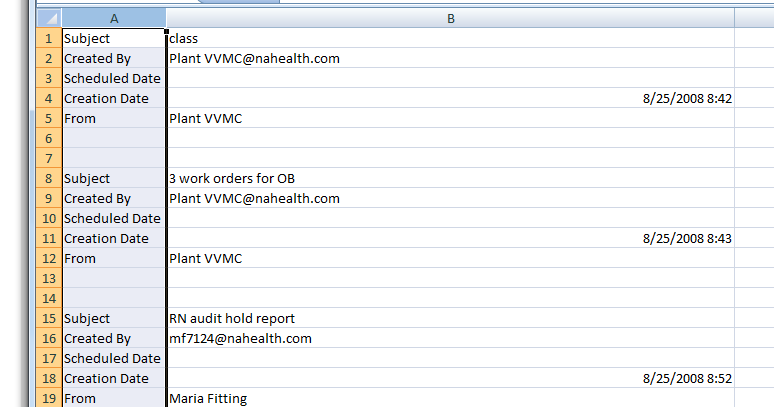 A B
1 Subject class
2 Created By Plant VVMC@nahealth.com
3 Scheduled Date
4 Creation Date 8/25/2008 8:42
5 From Plant VVMC
6
7
8 Subject 3 work orders for OB
9 Created By Plant VVMC@nahealth.com
10 Scheduled Date
11 Creation Date 8/25/2008 8:43
12 From Plant VVMC
13
14
15 Subject RN audit hold report
16 Created By mf7124@nahealth.com
17 Scheduled Date
18 Creation Date 8/25/2008 8:52
19 From Maria Fitting